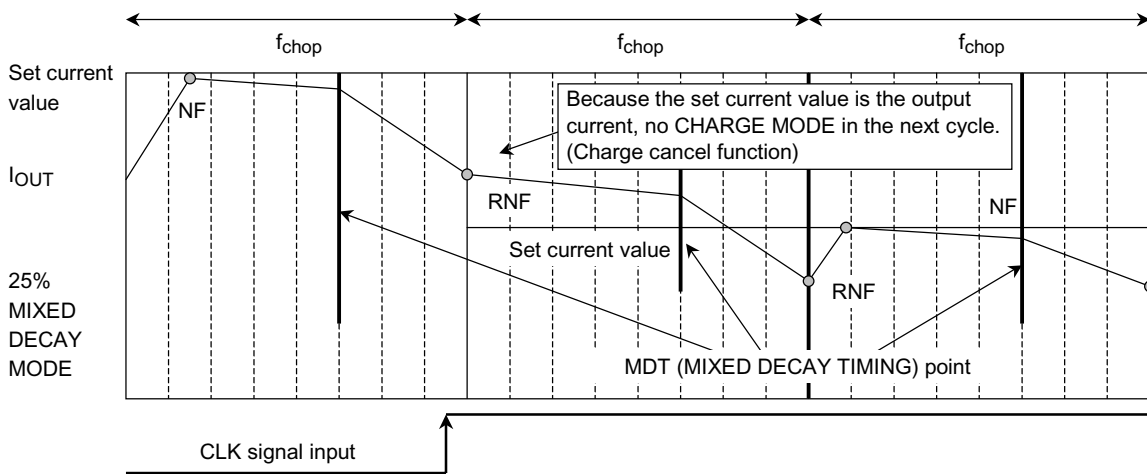 fchop
fchop
fchop
Set current
value
NF
Because the set current value is the output
current, no CHARGE MODE in the next cycle.
(Charge cancel function)
IOUT
RNF
NF
Set current value
25%
MIXED
DECAY
MODE
RNF
MDT (MIXED DECAY TIMING) point
CLK signal input